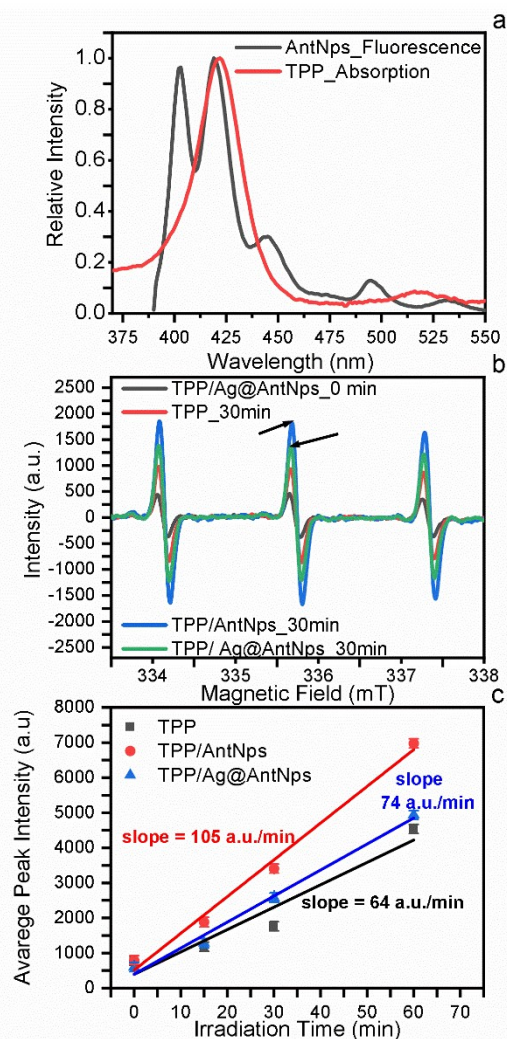 a
AntNps_Fluorescence
TPP_Absorption
1.0
0.8
0.6
0.4
0.2
0.0
Relative Intensity
375 400 425 450 475 500 525 550
Wavelength (nm)
b
TPP/Ag@AntNps_0 min
TPP_30min
2500
2000
1500
1000
500
0
-500
-1000
-1500
-2000
-2500
Intensity (a.u.)
TPP/AntNps_30min
TPP/ Ag@AntNps_30min
334 335 336 337 338
Magnetic Field (mT)
c
TPP
TPP/AntNps
TPP/Ag@AntNps
8000
7000
6000
5000
4000
3000
2000
1000
0
Avarege Peak Intensity (a.u)
slope
74 a.u./min
slope = 105 a.u./min
slope = 64 a.u./min
0 10 20 30 40 50 60 70
Irradiation Time (min)